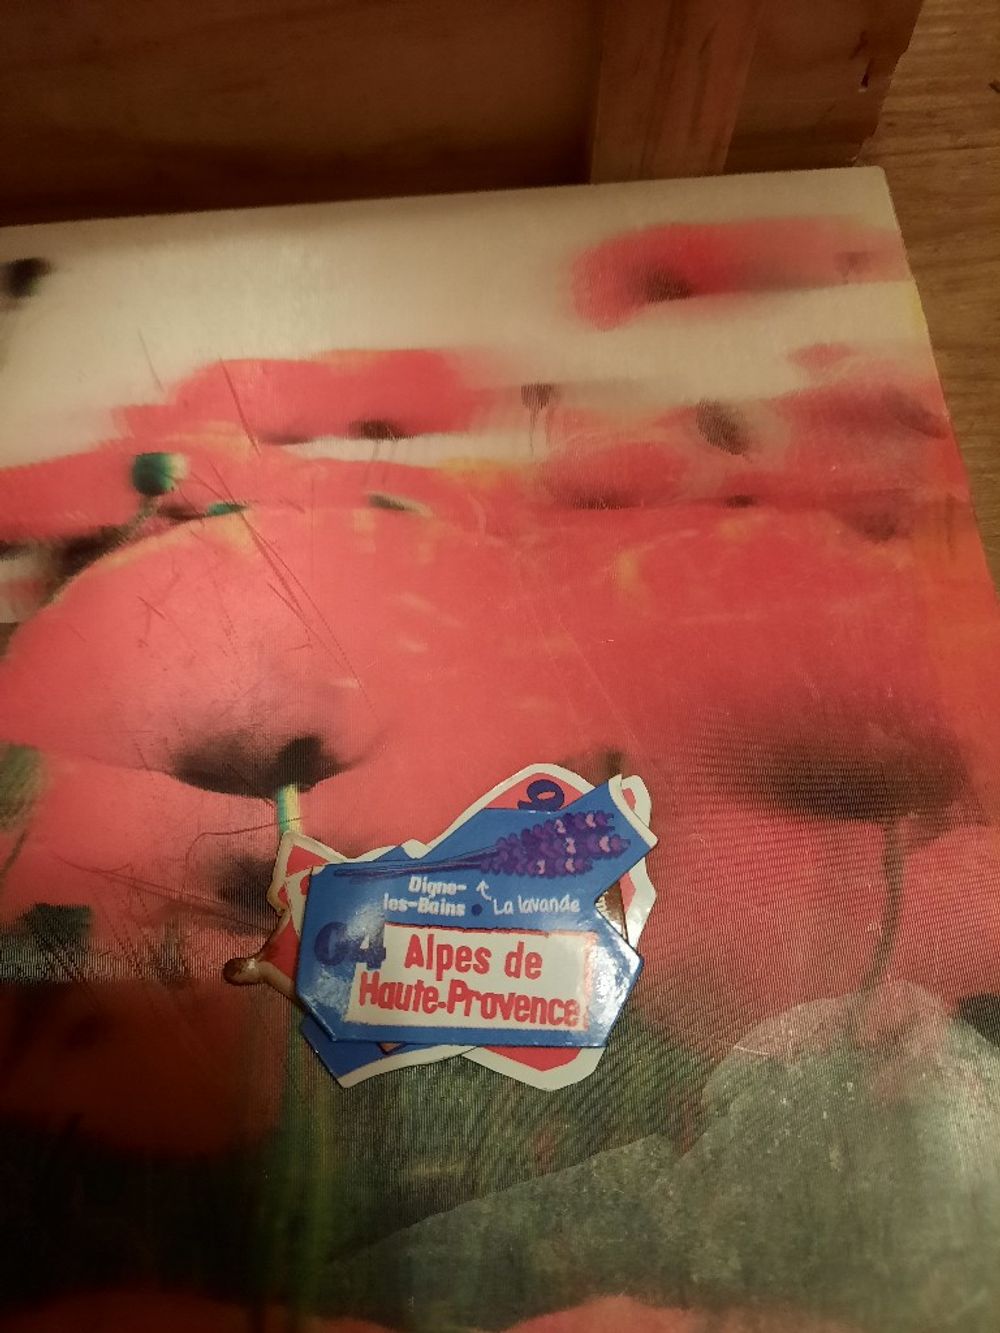 Digne-
les-Bains
La lavande
04
Alpes de
Haute-Provence